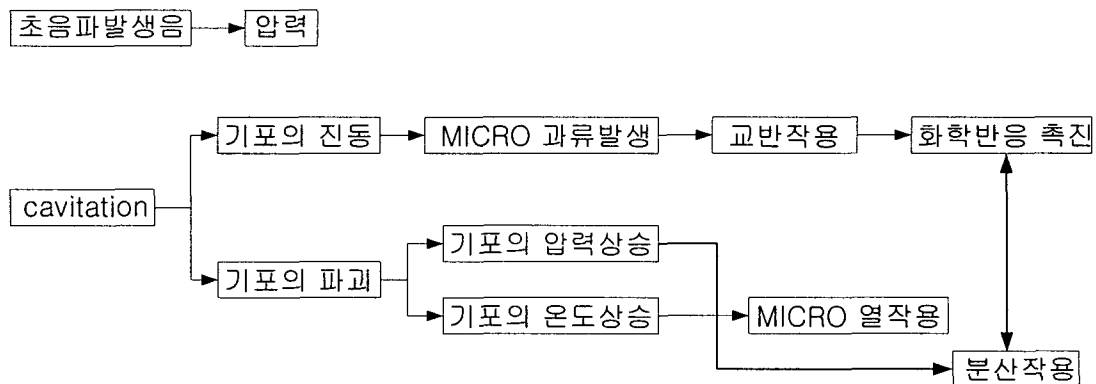 초음파발생음 압력
기포의 진동 MICRO 과류발생 교반작용 화학반응 촉진
cavitation
기포의 압력상승
기포의 파괴
기포의 온도상승 MICRO 열작용
분산작용